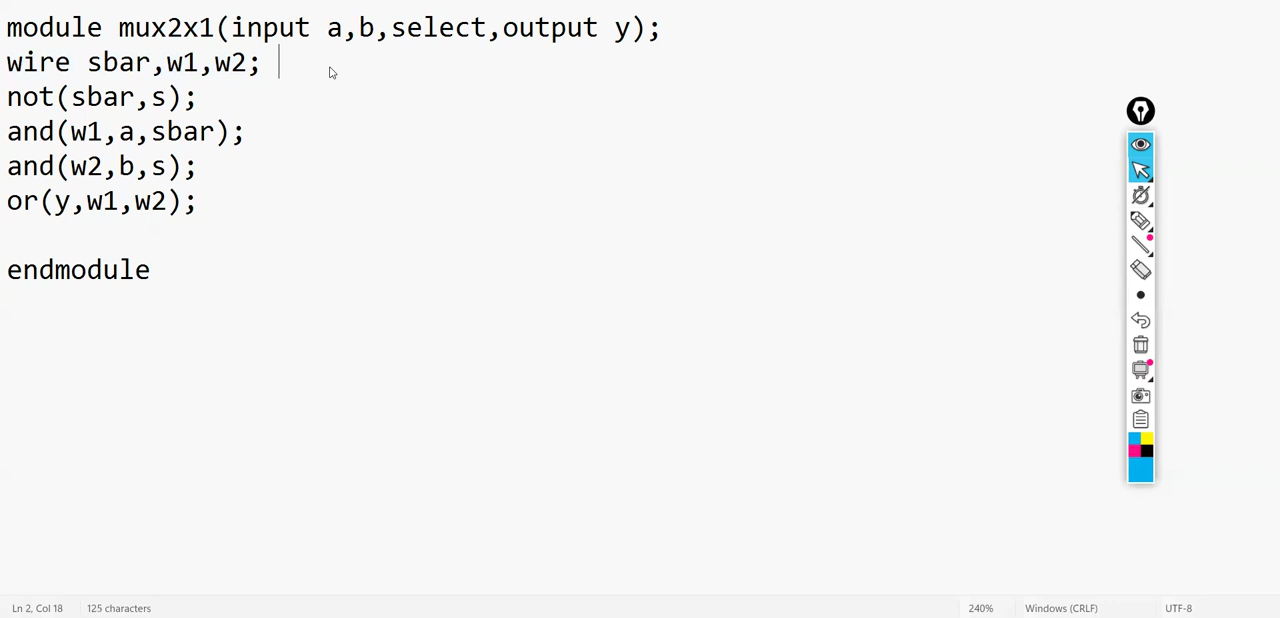 module mux2x1(input a,b,select,output y);
wire sbar,w1,w2;
not(sbar,s);
and(w1,a,sbar);
and(w2,b,s);
or(y,w1,w2);
endmodule
Ln 2, Col 18 125 characters 240% Windows (CRLF) UTF-8